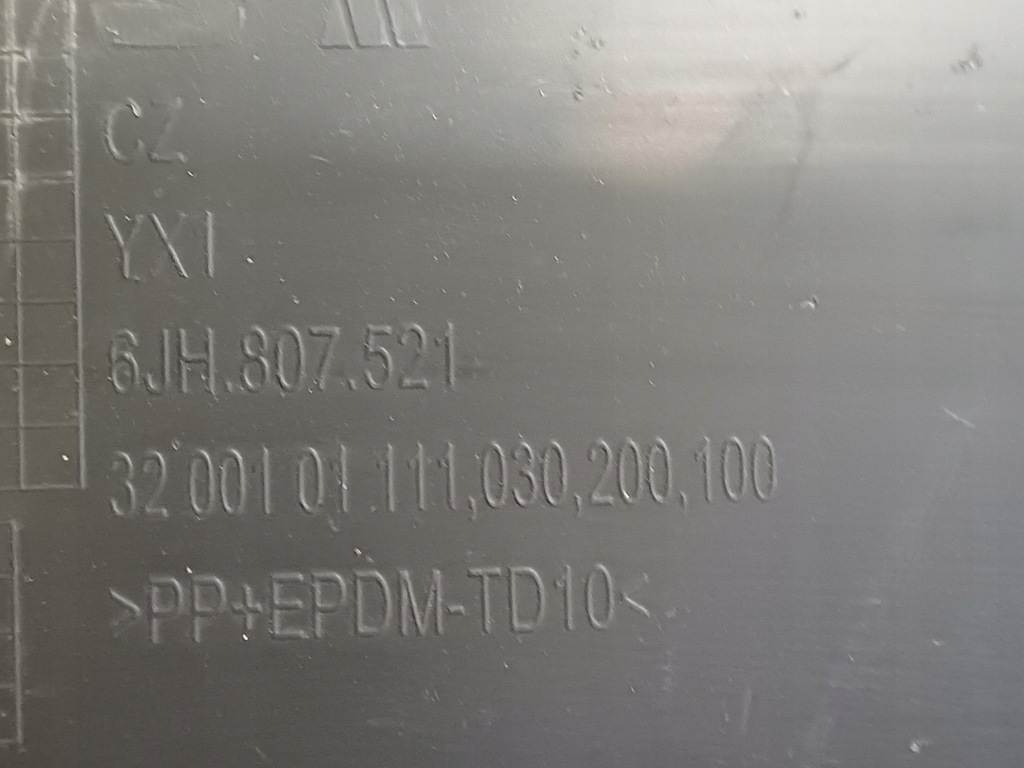 CZ
YX1
6JH.807.521
32 001 01 111,030,200,100
>PP+EPDM-TD10<